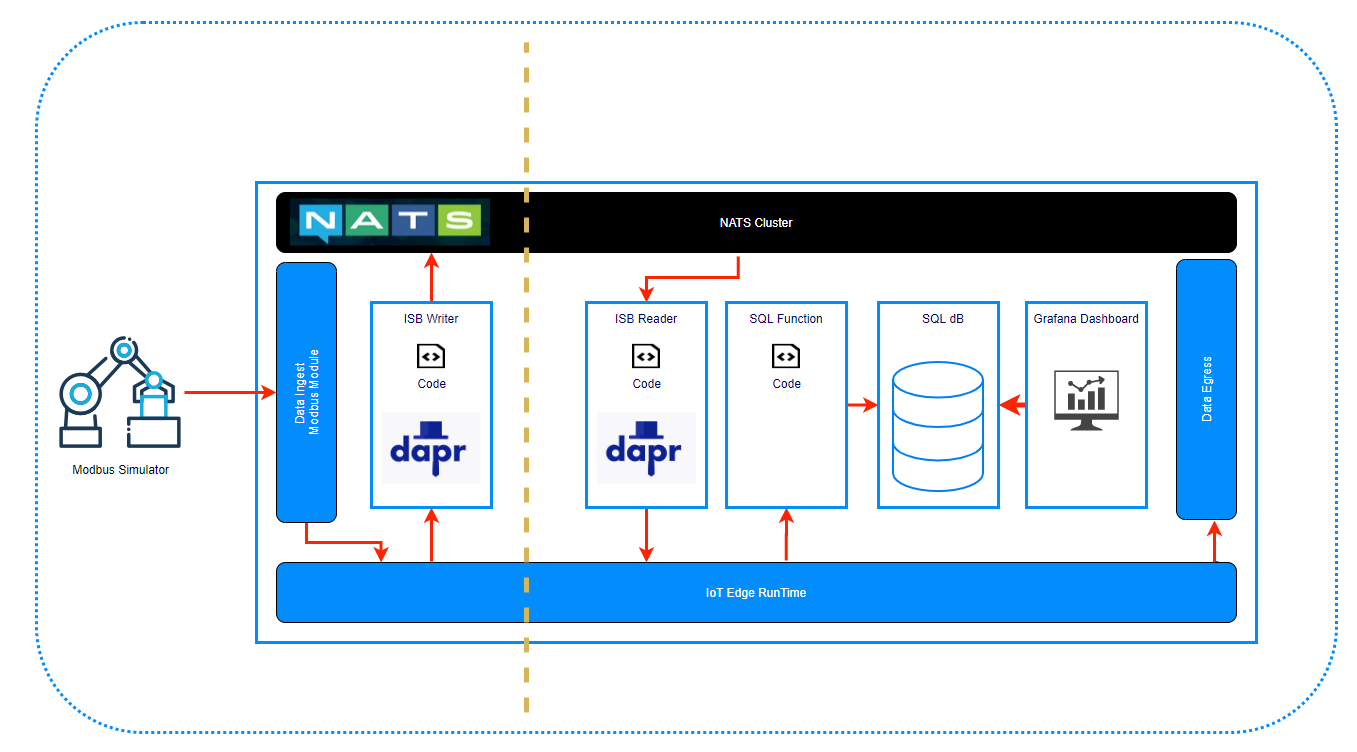 NATS
NATS Cluster
ISB Writer
Code
dapr
ISB Reader
Code
dapr
SQL Function
Code
SQL dB
Grafana Dashboard
Data Ingest
Modbus Module
Data Egress
Modbus Simulator
IoT Edge RunTime